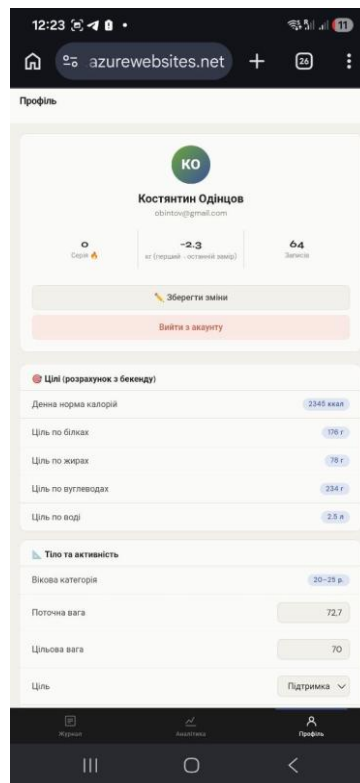 12:23
11
azurewebsites.net
26
Профіль
КО
Костянтин Одінцов
obintov@gmail.com
0
Серія 🔥
-2.3
кг (перший - останній замір)
64
Записів
✏️ Зберегти зміни
Вийти з акаунту
🎯 Цілі (розрахунок з бекенду)
Денна норма калорій
2345 ккал
Ціль по білках
176 г
Ціль по жирах
78 г
Ціль по вуглеводах
234 г
Ціль по воді
2.5 л
📐 Тіло та активність
Вікова категорія
20–25 р.
Поточна вага
72,7
Цільова вага
70
Ціль
Підтримка
Журнал
Аналітика
Профіль